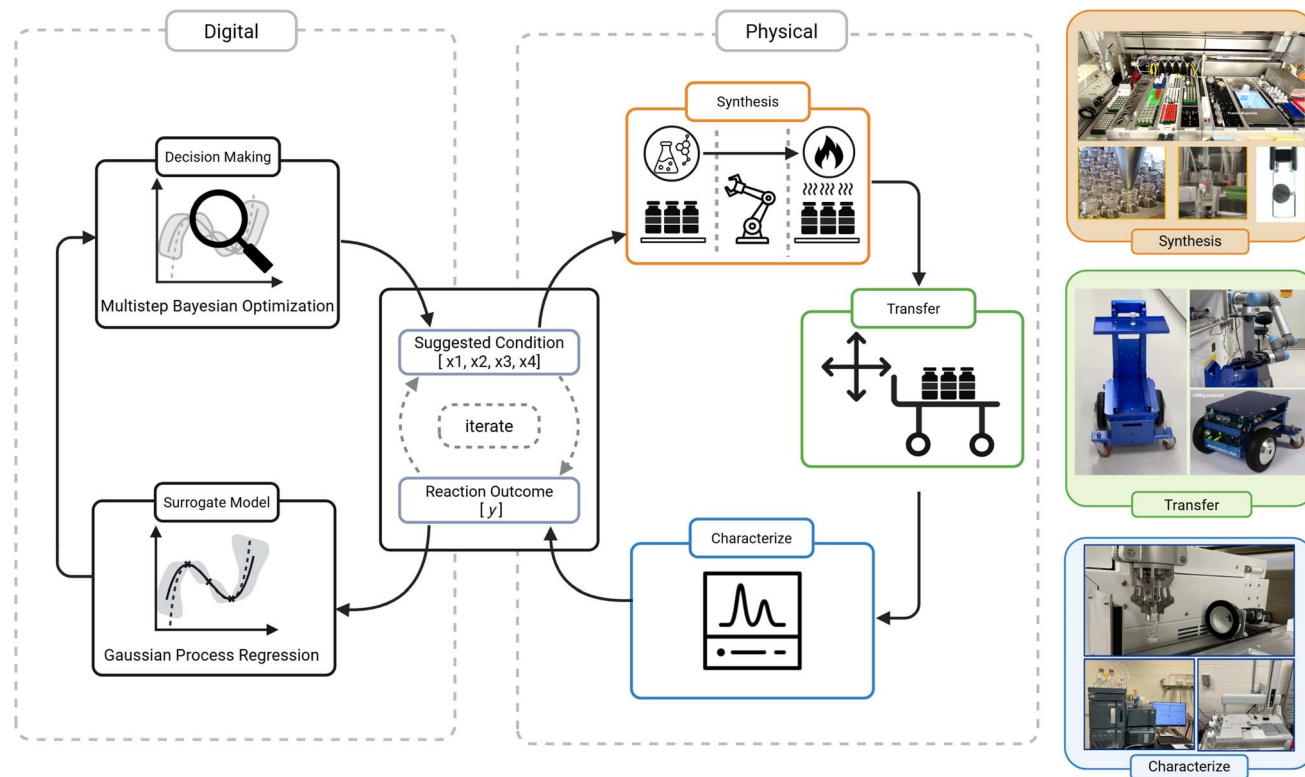 Digital
Physical
Decision Making
Multistep Bayesian Optimization
Surrogate Model
Gaussian Process Regression
Suggested Condition
[ x1, x2, x3, x4]
iterate
Reaction Outcome
[ y ]
Synthesis
Transfer
Characterize
Synthesis
Transfer
Characterize